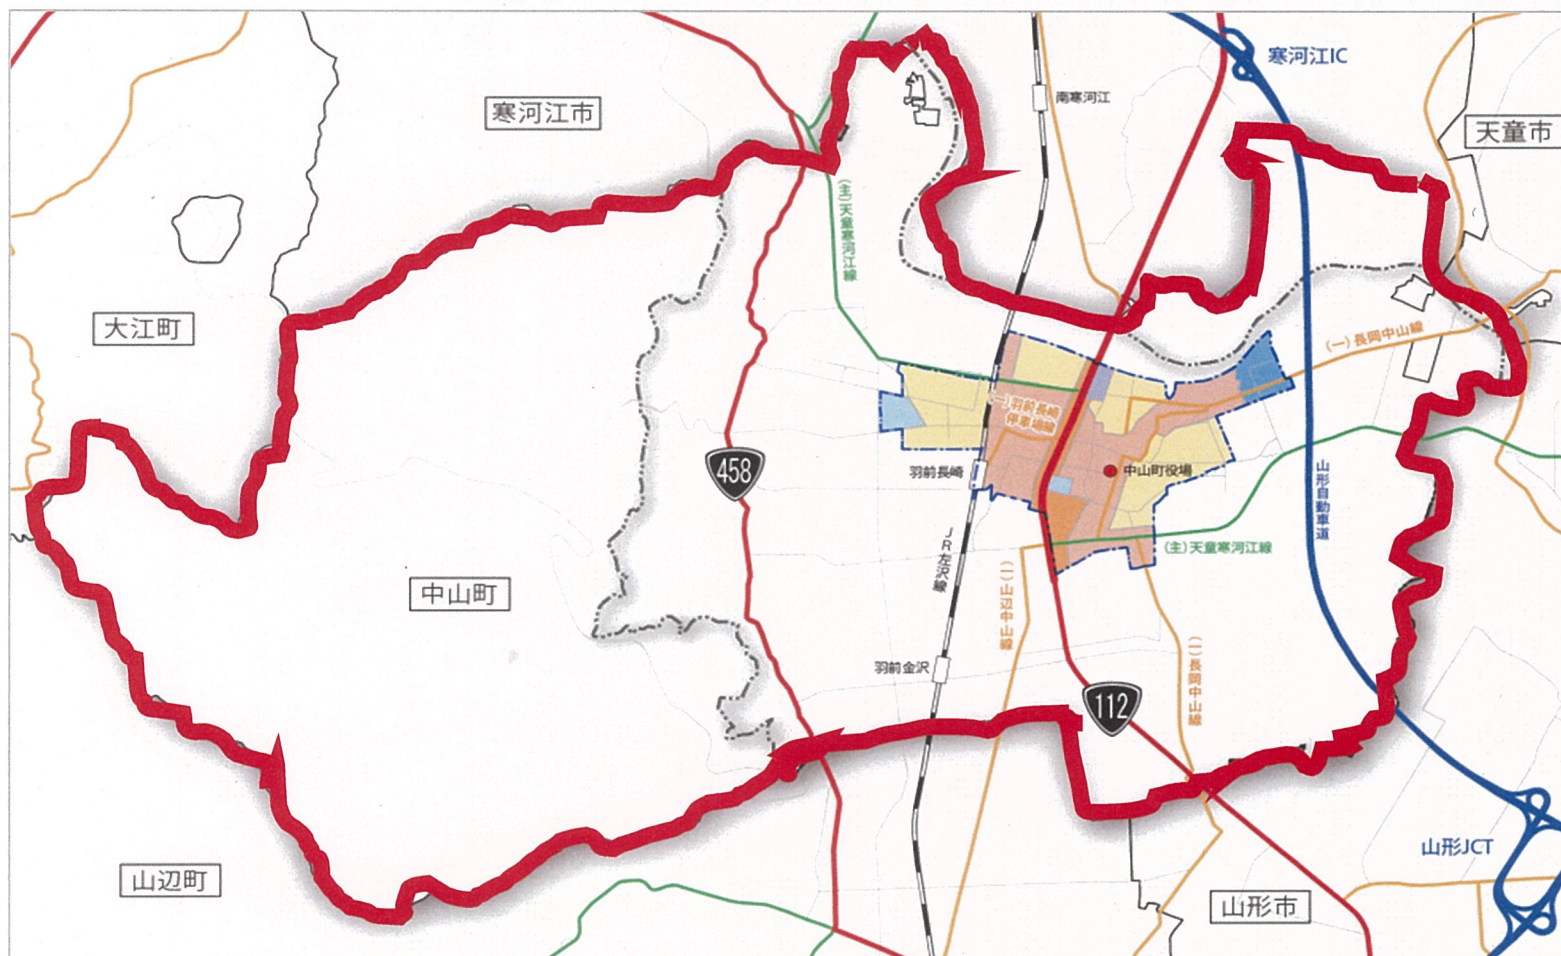 寒河江IC
南寒河江
寒河江市
天童市
(主)天童寒河江線
大江町
(一)長岡中山線
(一)羽前長崎
停車場線
458
羽前長崎
中山町役場
山形自動車道
JR左沢線
(主)天童寒河江線
中山町
(一)山辺中山線
羽前金沢
(一)長岡中山線
112
山形JCT
山辺町
山形市